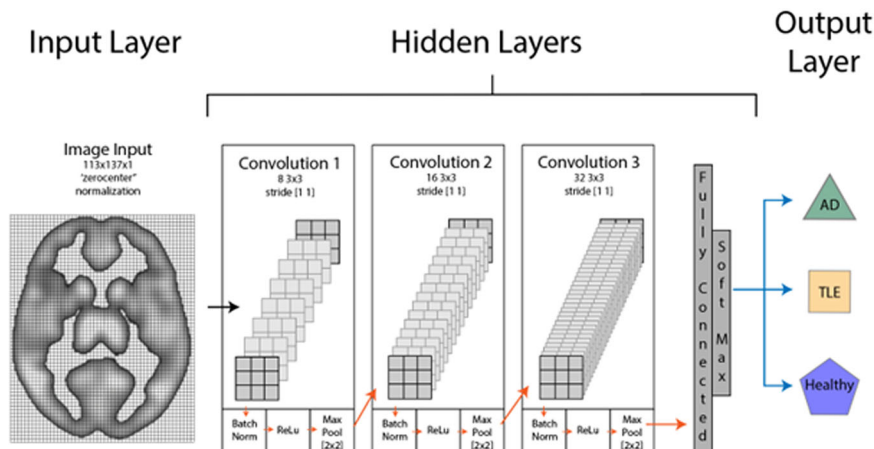 Input Layer
Hidden Layers
Output
Layer
Image Input
113x137x1
'zerocenter"
normalization
Convolution 1
8 3x3
stride [1 1]
Convolution 2
16 3x3
stride [1 1]
Convolution 3
32 3x3
stride [1 1]
Batch
Norm
ReLu
Max
Pool
[2x2]
Batch
Norm
ReLu
Max
Pool
[2x2]
Batch
Norm
ReLu
Max
Pool
[2x2]
Fully Connected
Soft Max
AD
TLE
Healthy